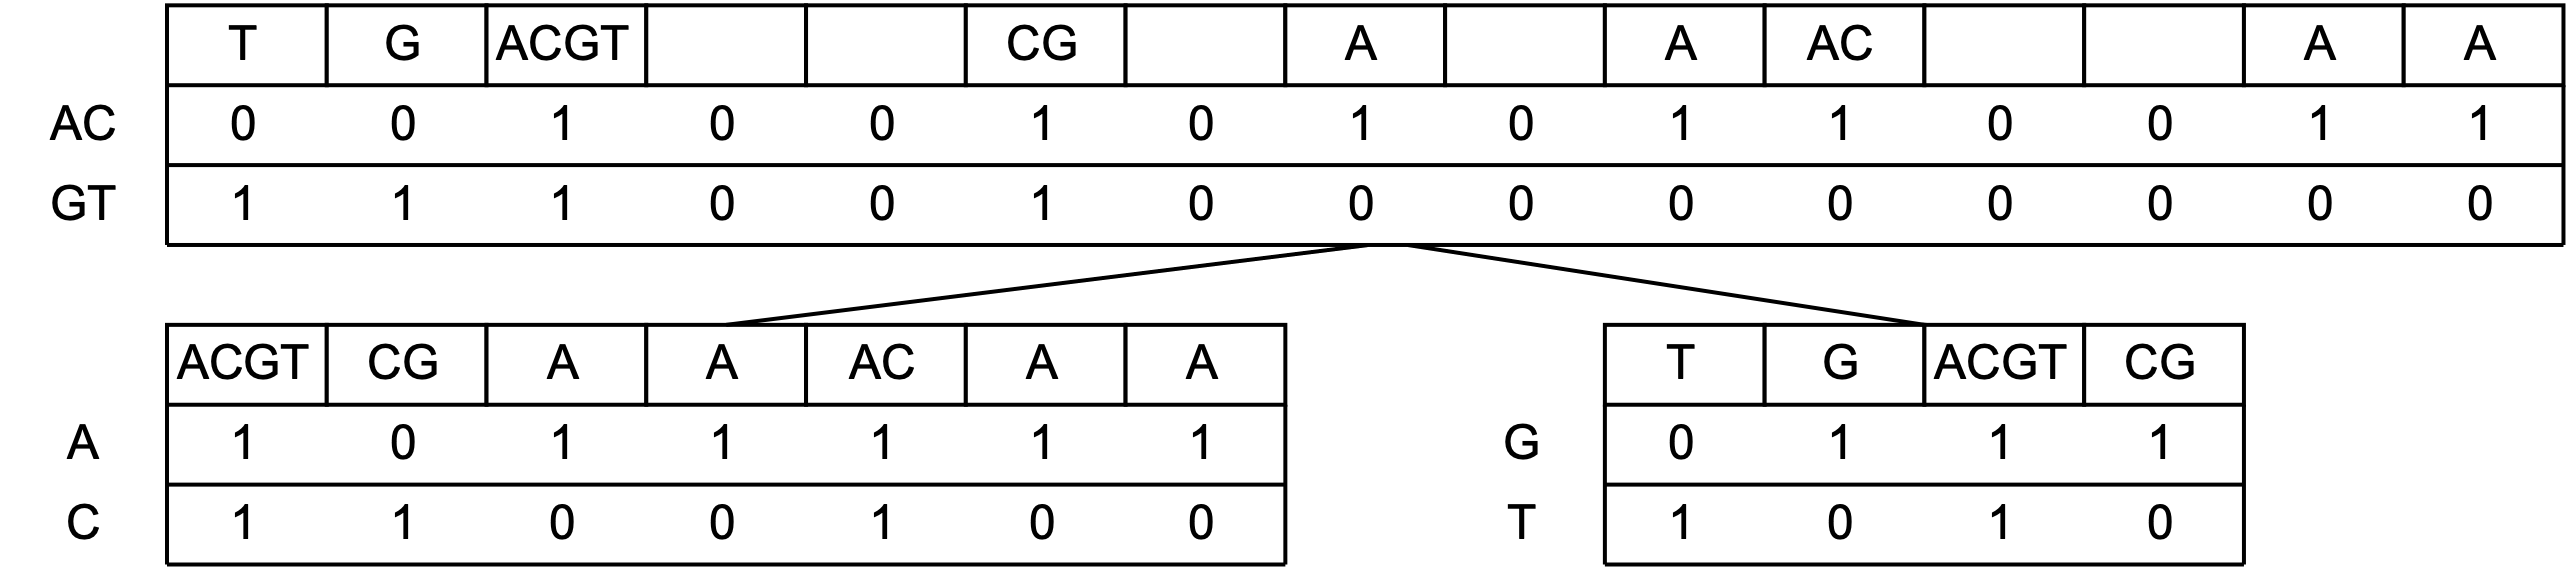 T G ACGT CG A A AC A A
AC 0 0 1 0 0 1 0 1 0 1 1 0 0 1 1
GT 1 1 1 0 0 1 0 0 0 0 0 0 0 0 0
ACGT CG A A AC A A T G ACGT CG
A 1 0 1 1 1 1 1 G 0 1 1 1
C 1 1 0 0 1 0 0 T 1 0 1 0